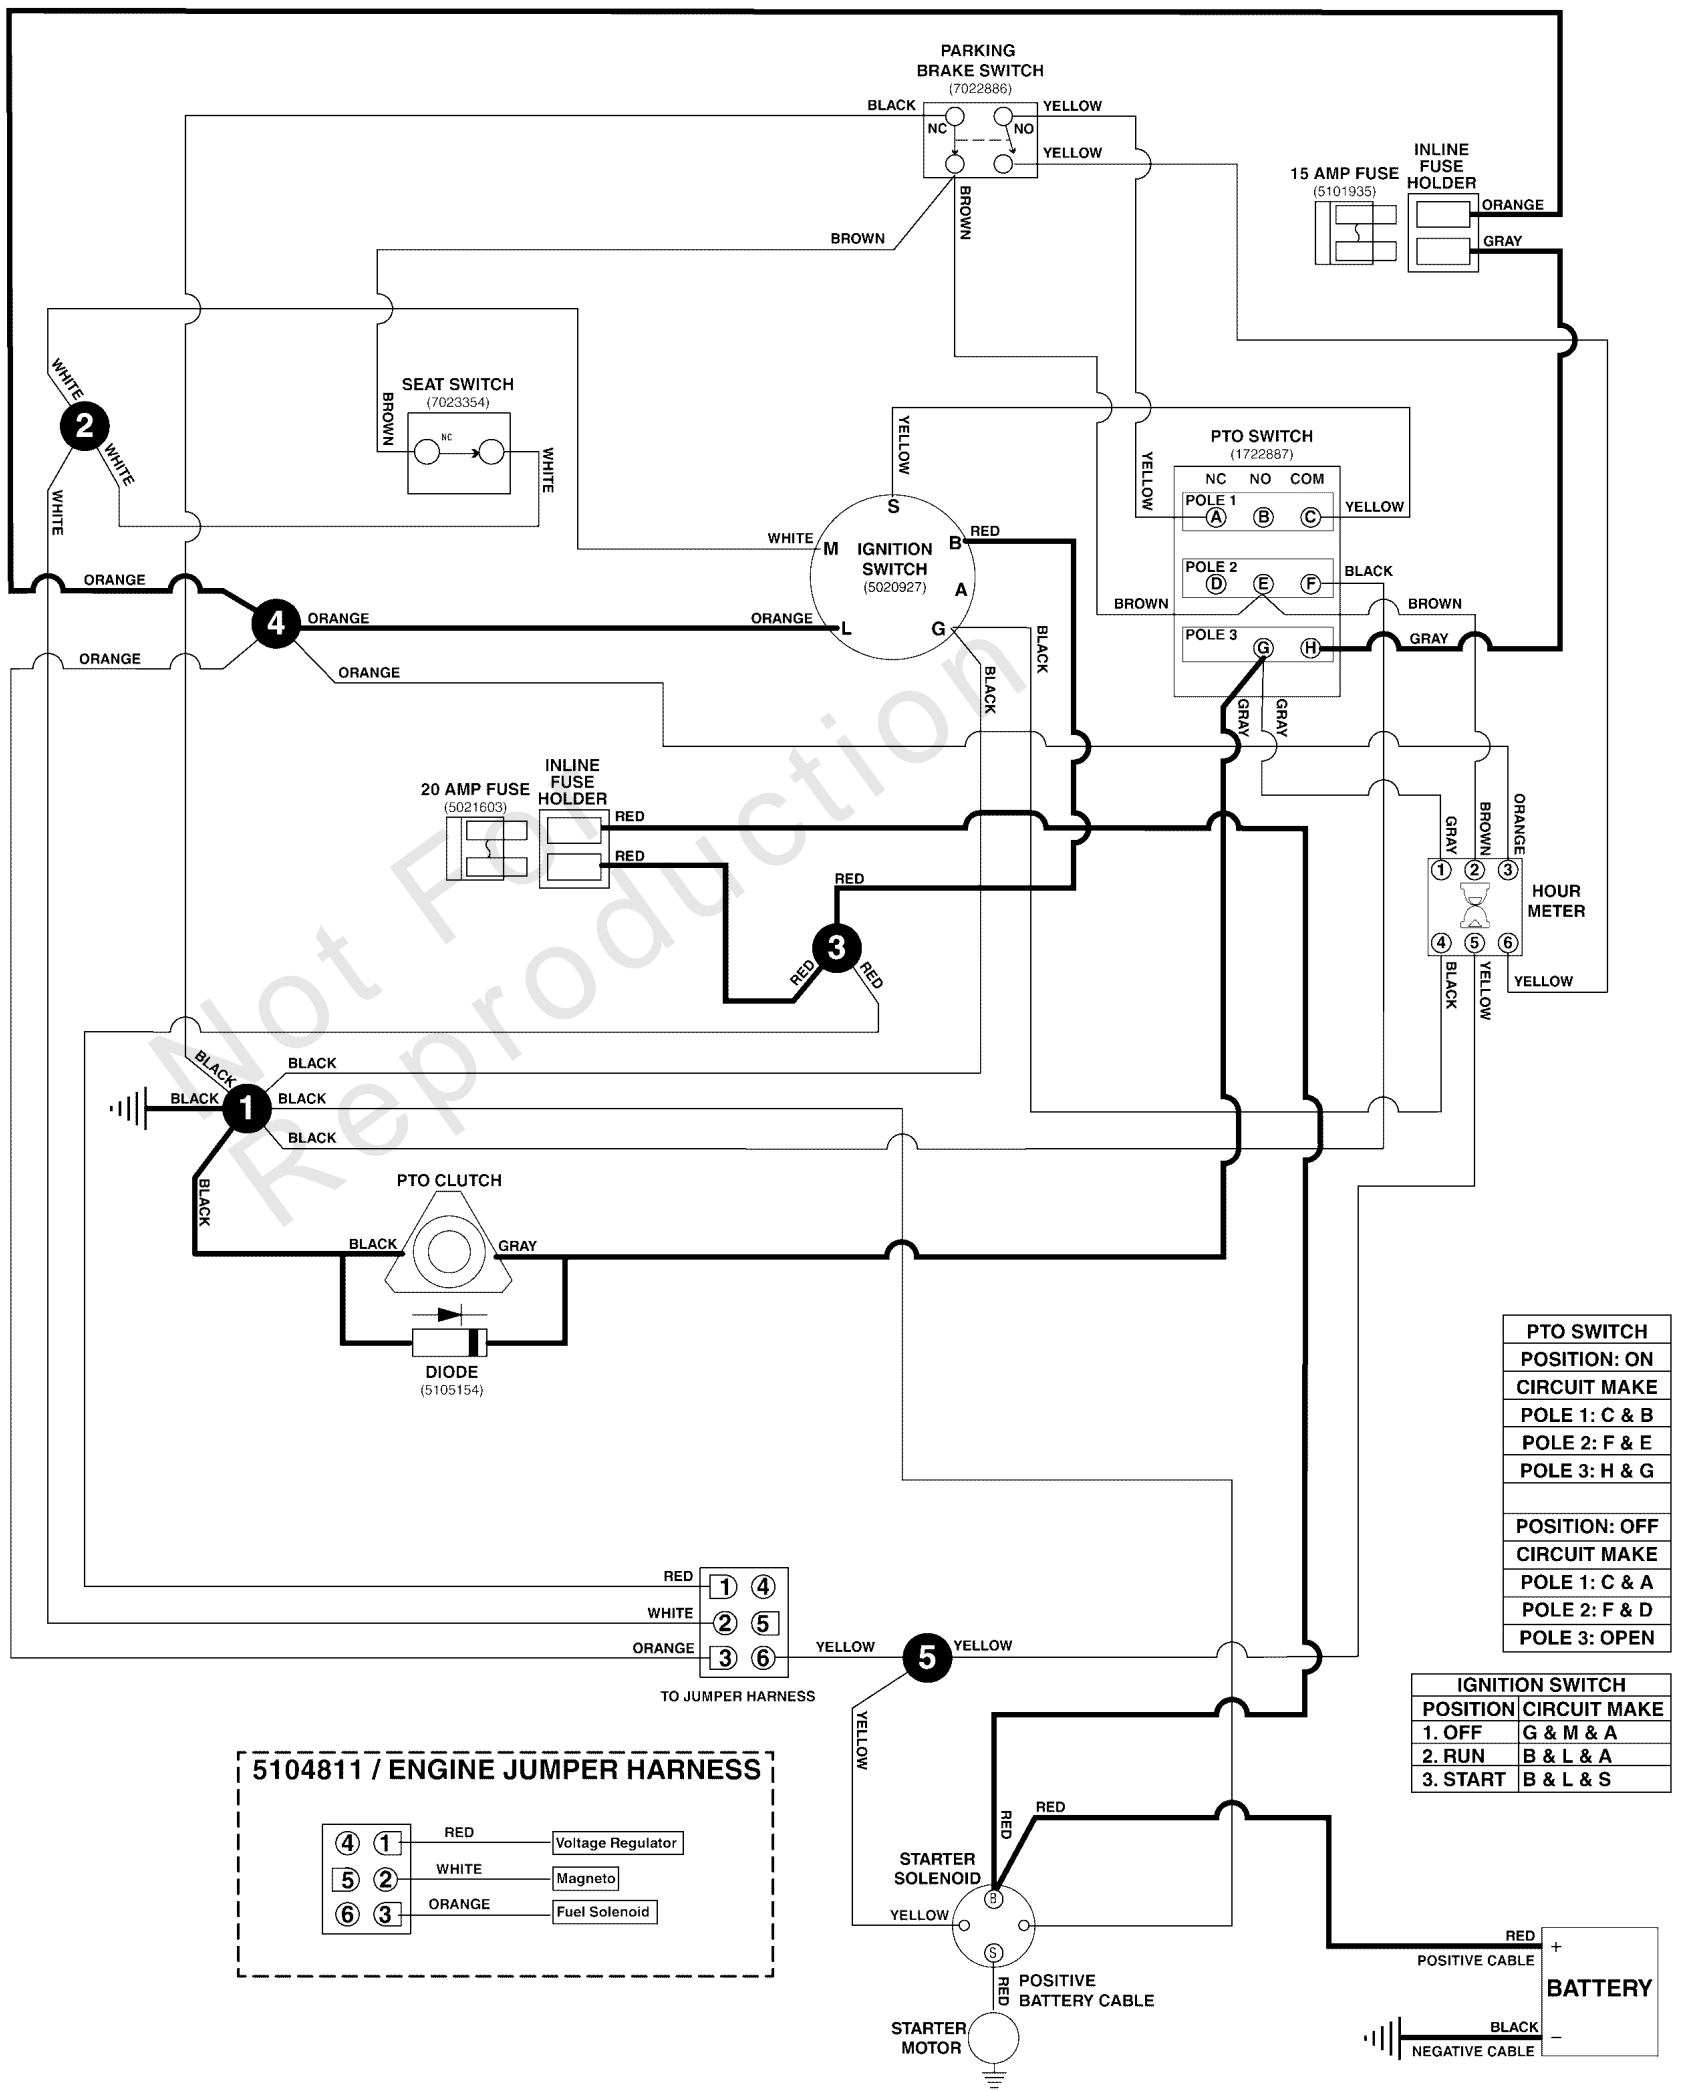 PARKING
BRAKE SWITCH
(7022886)
BLACK
YELLOW
NC
NO
YELLOW
BROWN
BROWN
15 AMP FUSE
(5101935)
INLINE
FUSE
HOLDER
ORANGE
GRAY
WHITE
2
WHITE
WHITE
SEAT SWITCH
(7023354)
BROWN
NC
WHITE
YELLOW
YELLOW
PTO SWITCH
(1722887)
NC NO COM
POLE 1
A B C
YELLOW
POLE 2
D E F
BLACK
BROWN
BROWN
POLE 3
G H
GRAY
GRAY
GRAY
S
WHITE
M
IGNITION
SWITCH
(5020927)
B
RED
A
L
G
BLACK
BLACK
ORANGE
4
ORANGE
ORANGE
ORANGE
ORANGE
20 AMP FUSE
(5021603)
INLINE
FUSE
HOLDER
RED
RED
RED
3
RED
RED
GRAY
BROWN
ORANGE
1 2 3
HOUR
METER
4 5 6
BLACK
YELLOW
YELLOW
Not For
Reproduction
BLACK
BLACK
BLACK
1
BLACK
BLACK
BLACK
PTO CLUTCH
BLACK
GRAY
DIODE
(5105154)
PTO SWITCH
POSITION: ON
CIRCUIT MAKE
POLE 1: C & B
POLE 2: F & E
POLE 3: H & G
POSITION: OFF
CIRCUIT MAKE
POLE 1: C & A
POLE 2: F & D
POLE 3: OPEN
RED
1 4
WHITE
2 5
ORANGE
3 6
YELLOW
5
YELLOW
TO JUMPER HARNESS
YELLOW
IGNITION SWITCH
POSITION CIRCUIT MAKE
1. OFF G & M & A
2. RUN B & L & A
3. START B & L & S
5104811 / ENGINE JUMPER HARNESS
4 1
RED
Voltage Regulator
5 2
WHITE
Magneto
6 3
ORANGE
Fuel Solenoid
RED
RED
STARTER
SOLENOID
B
YELLOW
S
RED
POSITIVE
BATTERY CABLE
STARTER
MOTOR
RED
+
POSITIVE CABLE
BATTERY
BLACK
−
NEGATIVE CABLE